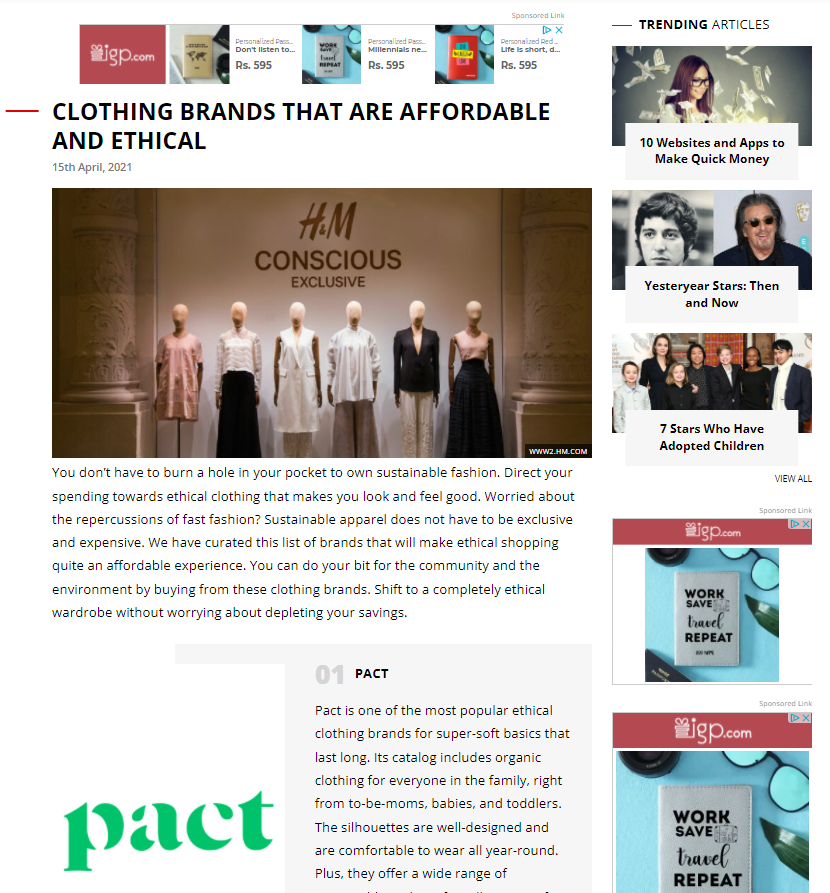 Sponsored Link
igp.com
Personalized Pass...
Don't listen to...
Rs. 595
WORK
SAVE
travel
REPEAT
Personalized Pass...
Millennials ne...
Rs. 595
Personalized Red ...
Life is short, d...
Rs. 595
CLOTHING BRANDS THAT ARE AFFORDABLE
AND ETHICAL
15th April, 2021
H&M
CONSCIOUS
EXCLUSIVE
WWW2.HM.COM
You don’t have to burn a hole in your pocket to own sustainable fashion. Direct your
spending towards ethical clothing that makes you look and feel good. Worried about
the repercussions of fast fashion? Sustainable apparel does not have to be exclusive
and expensive. We have curated this list of brands that will make ethical shopping
quite an affordable experience. You can do your bit for the community and the
environment by buying from these clothing brands. Shift to a completely ethical
wardrobe without worrying about depleting your savings.
pact
01 PACT
Pact is one of the most popular ethical
clothing brands for super-soft basics that
last long. Its catalog includes organic
clothing for everyone in the family, right
from to-be-moms, babies, and toddlers.
The silhouettes are well-designed and
are comfortable to wear all year-round.
Plus, they offer a wide range of
TRENDING ARTICLES
10 Websites and Apps to
Make Quick Money
Yesteryear Stars: Then
and Now
7 Stars Who Have
Adopted Children
VIEW ALL
Sponsored Link
igp.com
WORK
SAVE
travel
REPEAT
Sponsored Link
igp.com
WORK
SAVE
travel
REPEAT